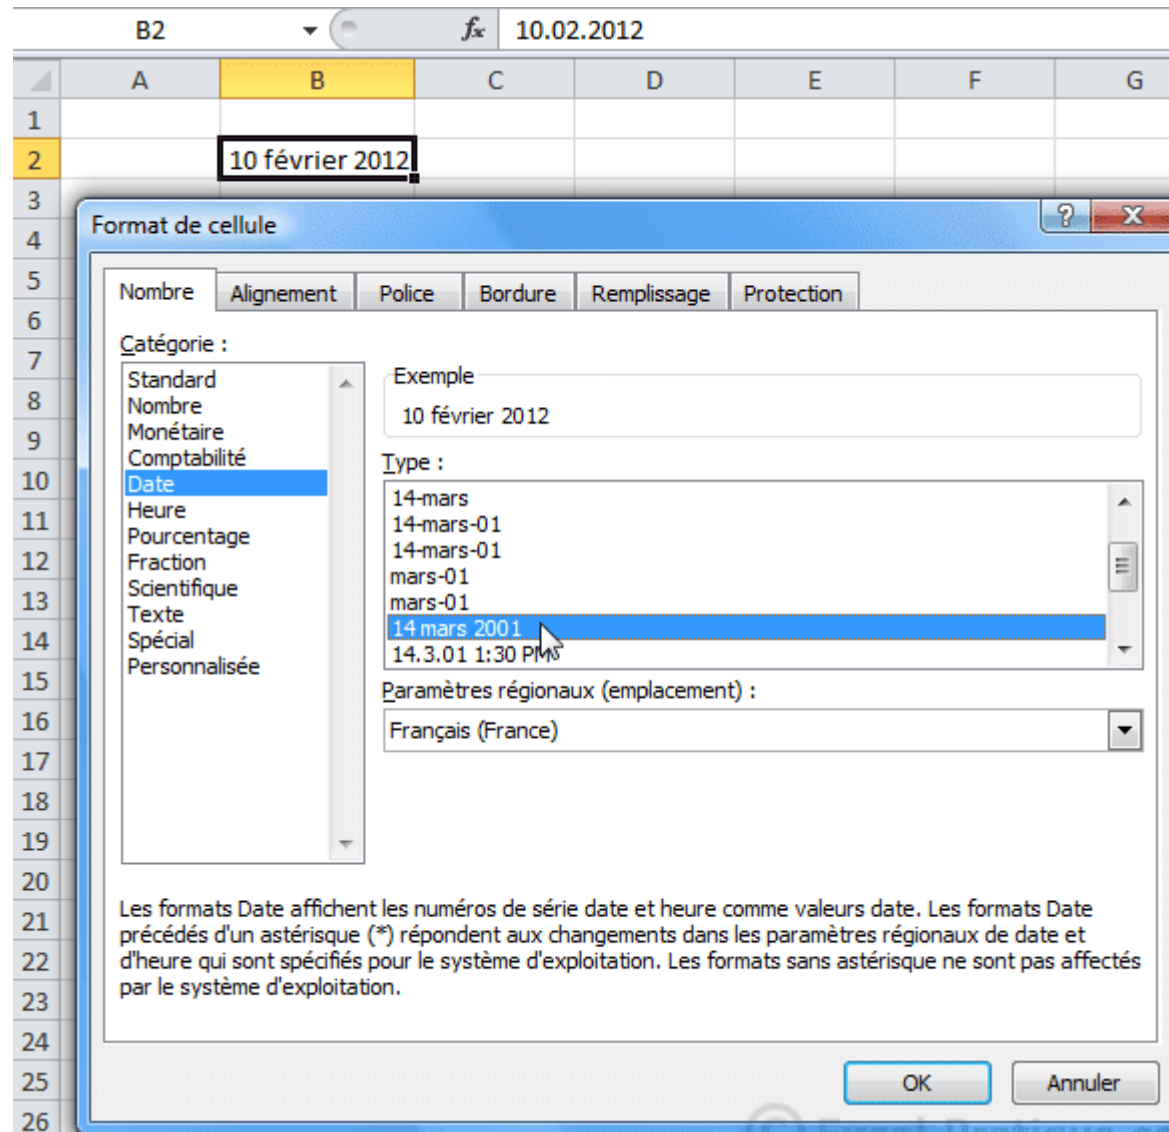 B2 fx 10.02.2012
A B C D E F G
1
2 10 février 2012
3
4
5
6
7
8
9
10
11
12
13
14
15
16
17
18
19
20
21
22
23
24
25
26
Format de cellule ? X
Nombre Alignement Police Bordure Remplissage Protection
Catégorie :
Standard
Nombre
Monétaire
Comptabilité
Date
Heure
Pourcentage
Fraction
Scientifique
Texte
Spécial
Personnalisée
Exemple
10 février 2012
Type :
14-mars
14-mars-01
14-mars-01
mars-01
mars-01
14 mars 2001
14.3.01 1:30 PM
Paramètres régionaux (emplacement) :
Français (France)
Les formats Date affichent les numéros de série date et heure comme valeurs date. Les formats Date
précédés d'un astérisque (*) répondent aux changements dans les paramètres régionaux de date et
d'heure qui sont spécifiés pour le système d'exploitation. Les formats sans astérisque ne sont pas affectés
par le système d'exploitation.
OK Annuler